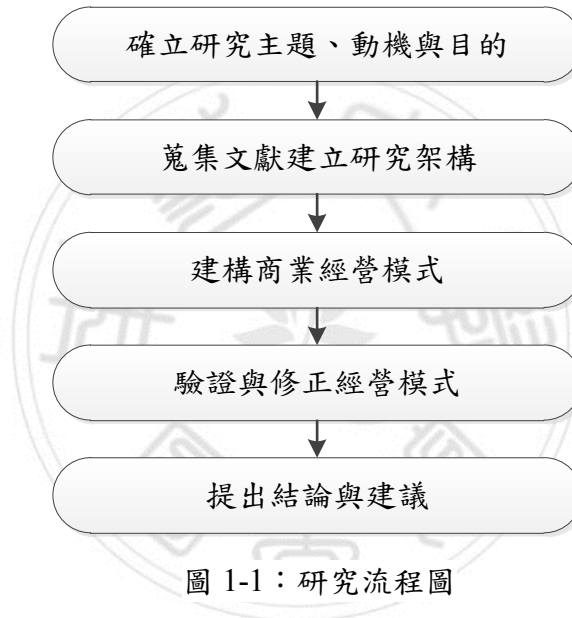 確立研究主題、動機與目的
蒐集文獻建立研究架構
建構商業經營模式
驗證與修正經營模式
提出結論與建議
圖 1-1：研究流程圖